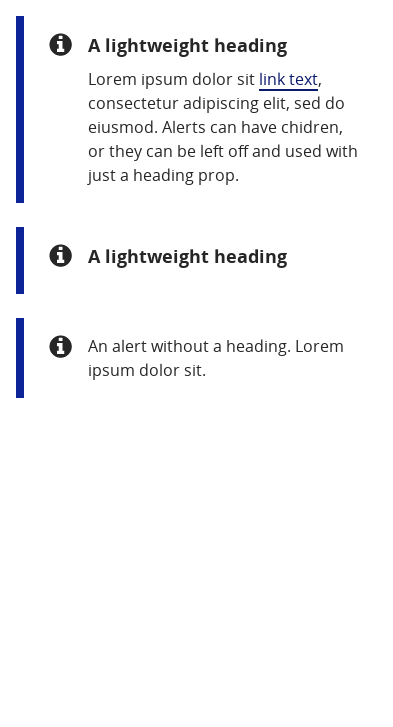 A lightweight heading
Lorem ipsum dolor sit link text,
consectetur adipiscing elit, sed do
eiusmod. Alerts can have chidren,
or they can be left off and used with
just a heading prop.
A lightweight heading
An alert without a heading. Lorem
ipsum dolor sit.